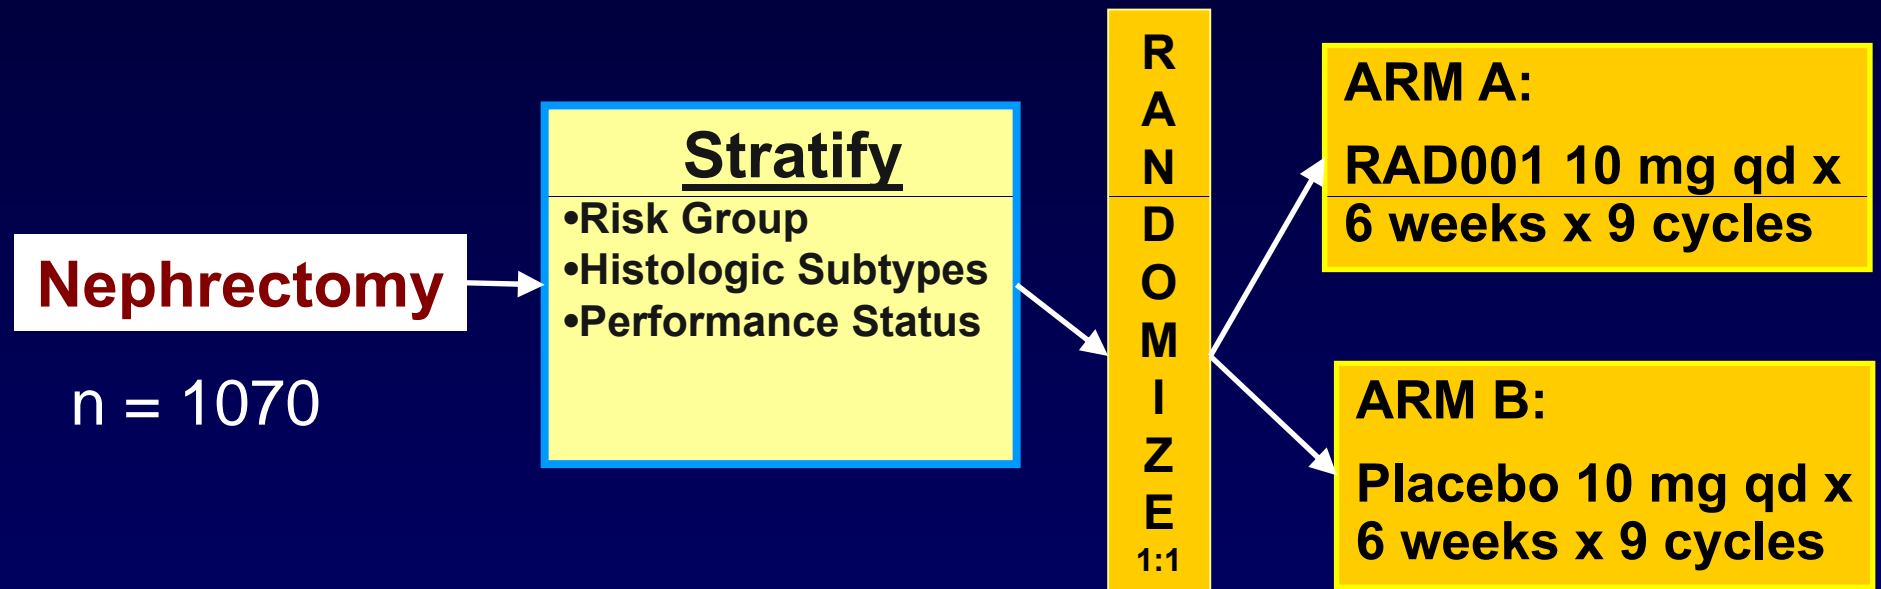 Nephrectomy
n = 1070
Stratify
•Risk Group
•Histologic Subtypes
•Performance Status
R
A
N
D
O
M
I
Z
E
1:1
ARM A:
RAD001 10 mg qd x
6 weeks x 9 cycles
ARM B:
Placebo 10 mg qd x
6 weeks x 9 cycles